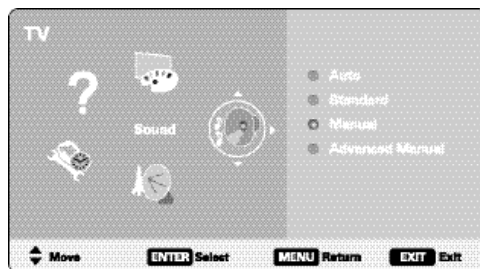 TV
?
Sound
Auto
Standard
Manual
Advanced Manual
Move ENTER Select MENU Return EXIT Exit